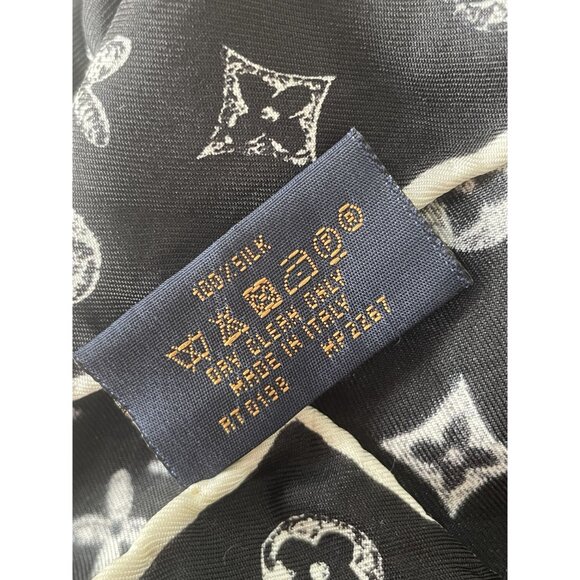 100% SILK
P
DRY CLEAN ONLY
MADE IN ITALY
MP2267
RT0192